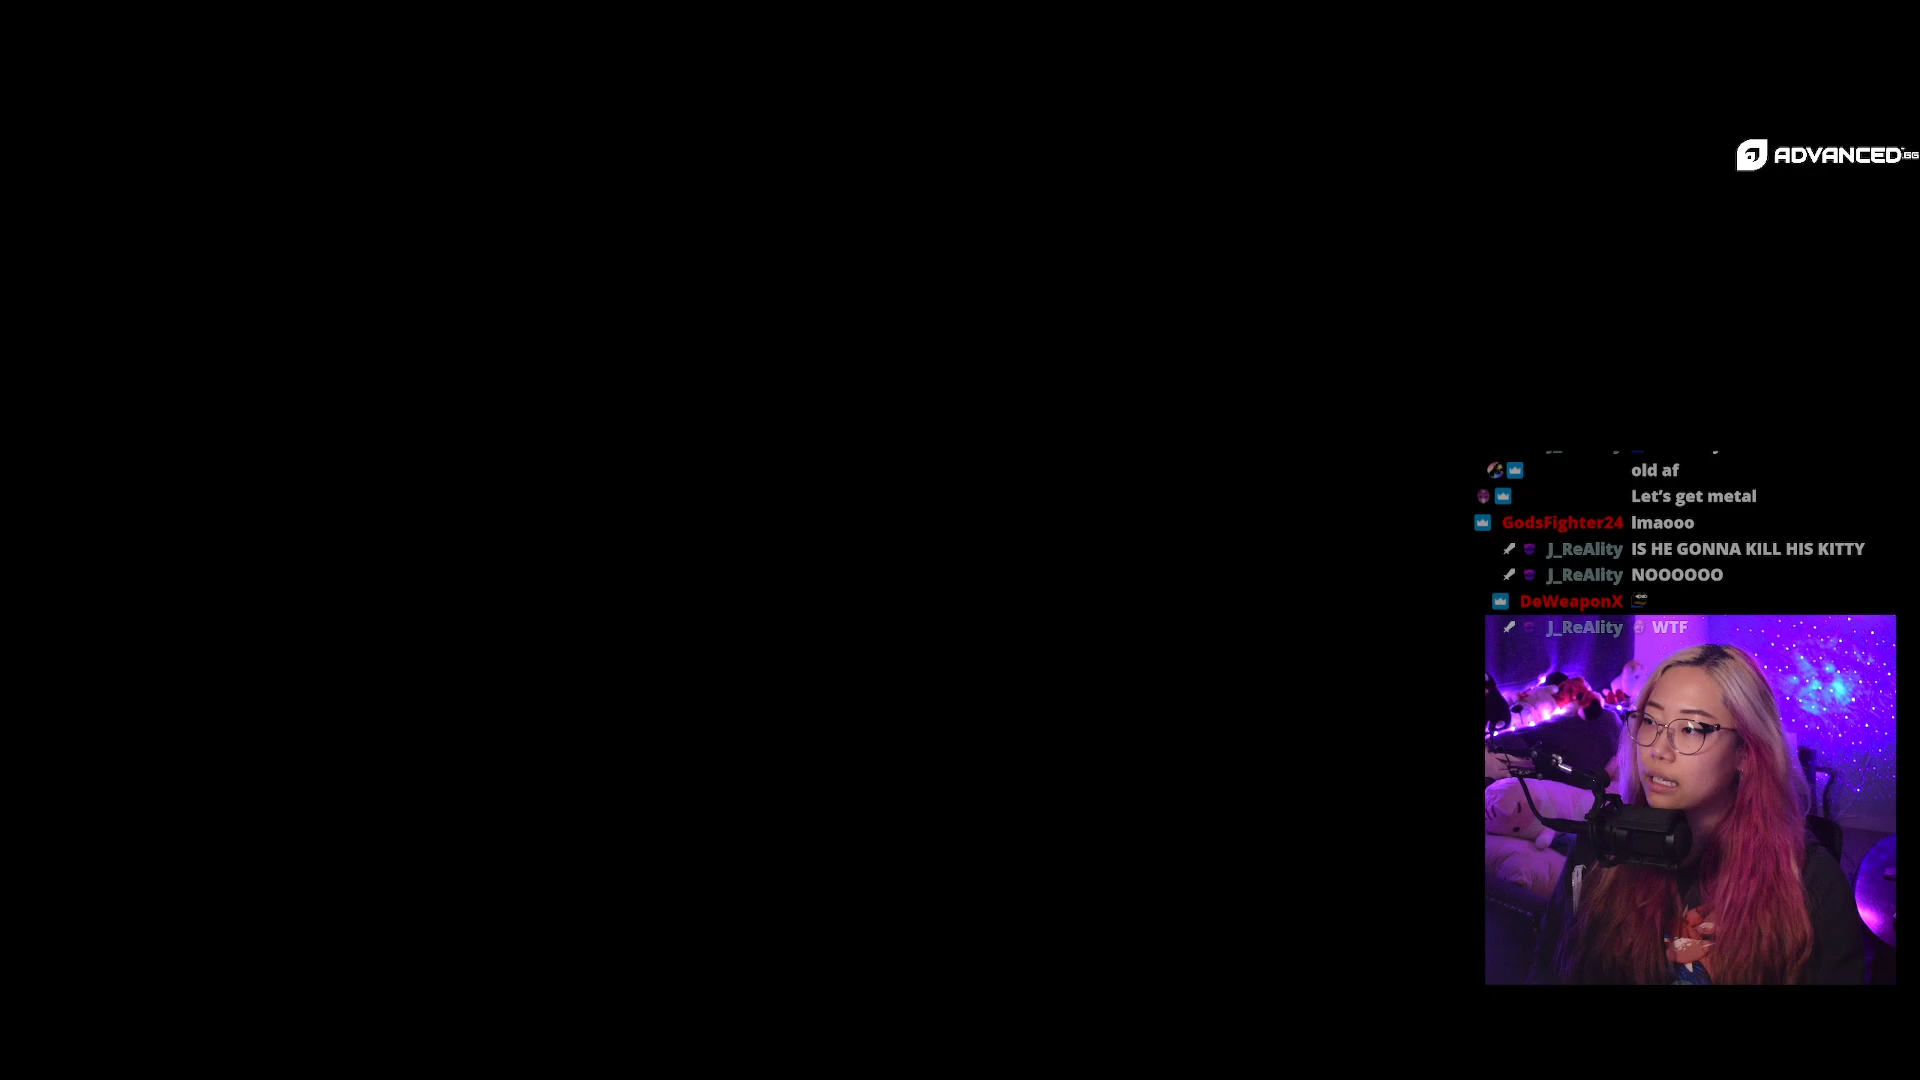 ADVANCED.GG
old af
Let's get metal
GodsFighter24 lmaooo
J_ReAlity IS HE GONNA KILL HIS KITTY
J_ReAlity NOOOOOO
DeWeaponX
J_ReAlity WTF